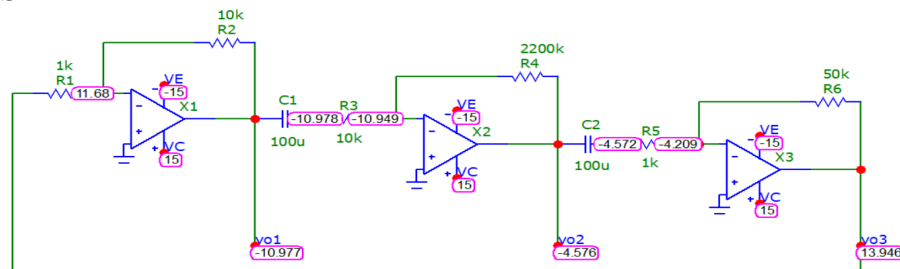 10k
R2
1k
R1
11.68
VE
-15
X1
VC
15
C1
100u
-10.978
R3
-10.949
10k
2200k
R4
VE
-15
X2
VC
15
C2
100u
-4.572
R5
-4.209
1k
50k
R6
VE
-15
X3
VC
15
vo1
-10.977
vo2
-4.576
vo3
13.946